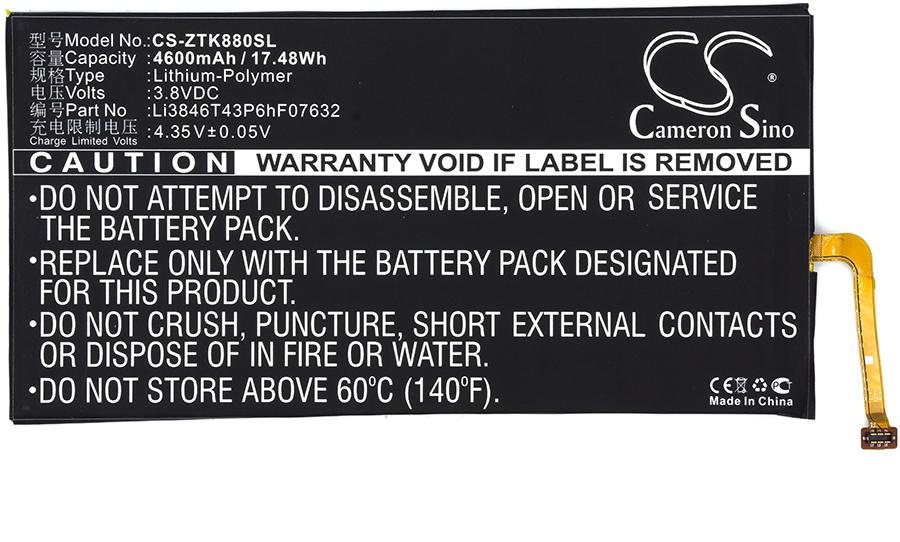 型号Model No.:CS-ZTK880SL
容量Capacity :4600mAh / 17.48Wh
规格Type :Lithium-Polymer
电压Volts :3.8VDC
编号Part No :Li3846T43P6hF07632
充电限制电压 :4.35V±0.05V
Charge Limited Volts
CS ®
Cameron Sino
CAUTION WARRANTY VOID IF LABEL IS REMOVED
•DO NOT ATTEMPT TO DISASSEMBLE, OPEN OR SERVICE
THE BATTERY PACK.
•REPLACE ONLY WITH THE BATTERY PACK DESIGNATED
FOR THIS PRODUCT.
•DO NOT CRUSH, PUNCTURE, SHORT EXTERNAL CONTACTS
OR DISPOSE OF IN FIRE OR WATER.
•DO NOT STORE ABOVE 60°C (140°F).
CE
Made In China